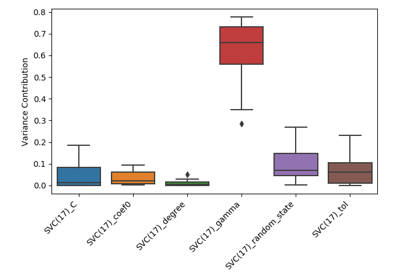 0.8
0.7
0.6
0.5
0.4
0.3
0.2
0.1
0.0
Variance Contribution
SVC(17)_C
SVC(17)_coef0
SVC(17)_degree
SVC(17)_gamma
SVC(17)_random_state
SVC(17)_tol